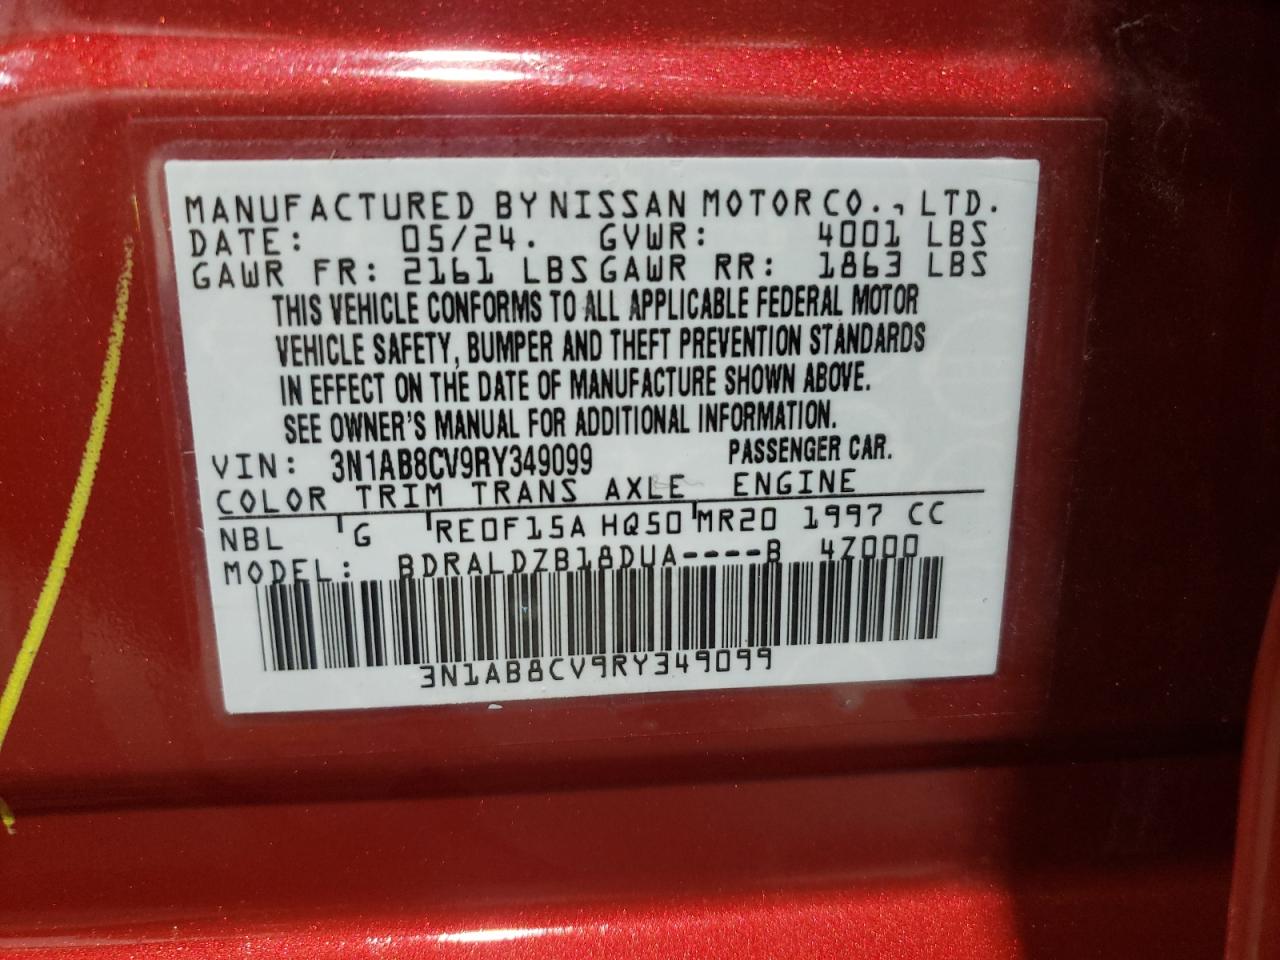 MANUFACTURED BY NISSAN MOTOR CO., LTD.
DATE: 05/24. GVWR: 4001 LBS
GAWR FR: 2161 LBS GAWR RR: 1863 LBS
THIS VEHICLE CONFORMS TO ALL APPLICABLE FEDERAL MOTOR
VEHICLE SAFETY, BUMPER AND THEFT PREVENTION STANDARDS
IN EFFECT ON THE DATE OF MANUFACTURE SHOWN ABOVE.
SEE OWNER'S MANUAL FOR ADDITIONAL INFORMATION.
VIN: 3N1AB8CV9RY349099 PASSENGER CAR.
COLOR TRIM TRANS AXLE ENGINE
NBL G RE0F15A HQ50 MR20 1997 CC
MODEL: BDRALDZB18DUA----B 4Z000
3N1AB8CV9RY349099